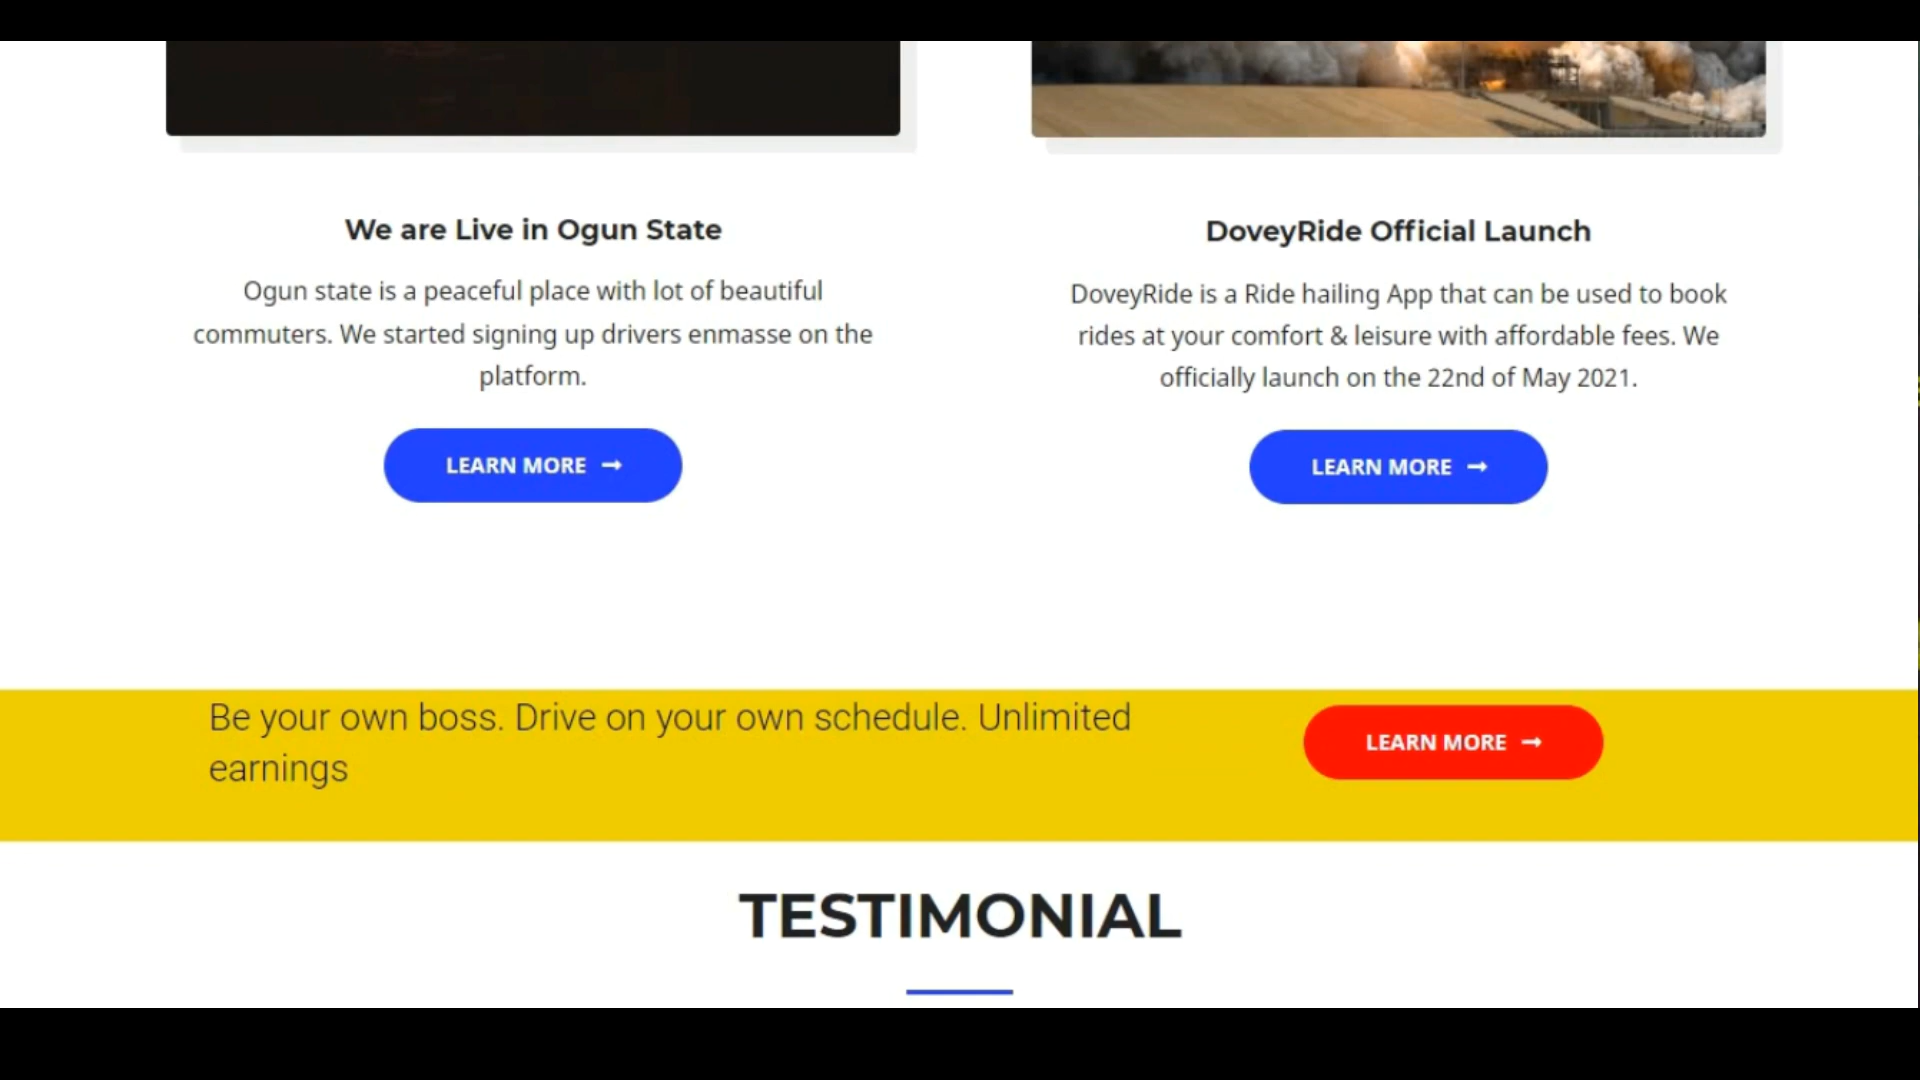 We are Live in Ogun State
Ogun state is a peaceful place with lot of beautiful
commuters. We started signing up drivers enmasse on the
platform.
LEARN MORE →
DoveyRide Official Launch
DoveyRide is a Ride hailing App that can be used to book
rides at your comfort & leisure with affordable fees. We
officially launch on the 22nd of May 2021.
LEARN MORE →
Be your own boss. Drive on your own schedule. Unlimited
earnings
LEARN MORE →
TESTIMONIAL